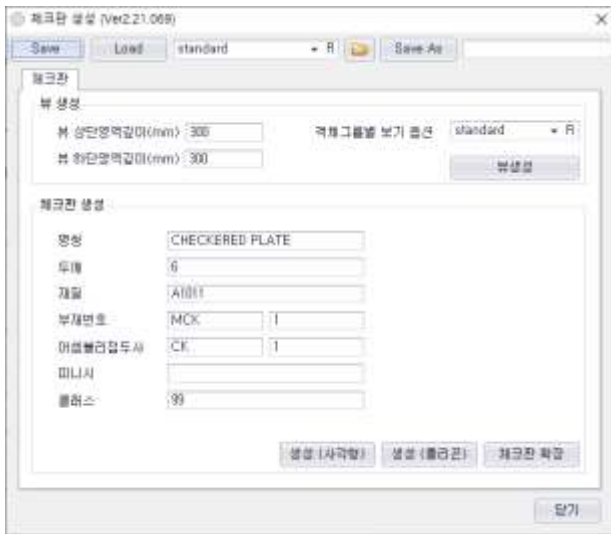 체크판 생성 (Ver2.21.069)
Save Load standard R Save As
체크판
뷰 생성
뷰 상단영역깊이(mm) 300 객체그룹별 보기 옵션 standard R
뷰 하단영역깊이(mm) 300 뷰생성
체크판 생성
명칭 CHECKERED PLATE
두께 6
재질 A1011
부재번호 MCK 1
어셈블리접두사 CK 1
피니시
클래스 99
생성 (사각형) 생성 (폴리곤) 체크판 확장
닫기